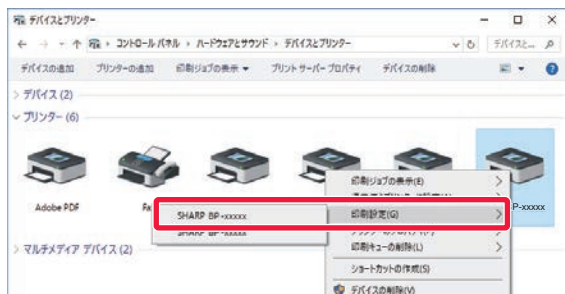 デバイスとプリンター
コントロール パネル › ハードウェアとサウンド › デバイスとプリンター
デバイスと...
デバイスの追加 プリンターの追加 印刷ジョブの表示 プリント サーバー プロパティ デバイスの削除
デバイス (2)
プリンター (6)
印刷ジョブの表示(E)
Adobe PDF
Fa
P-xxxxx
SHARP BP-xxxxx
印刷設定(G)
SHARP BP-xxxxx
印刷キューの削除(L)
マルチメディア デバイス (2)
ショートカットの作成(S)
デバイスの削除(V)